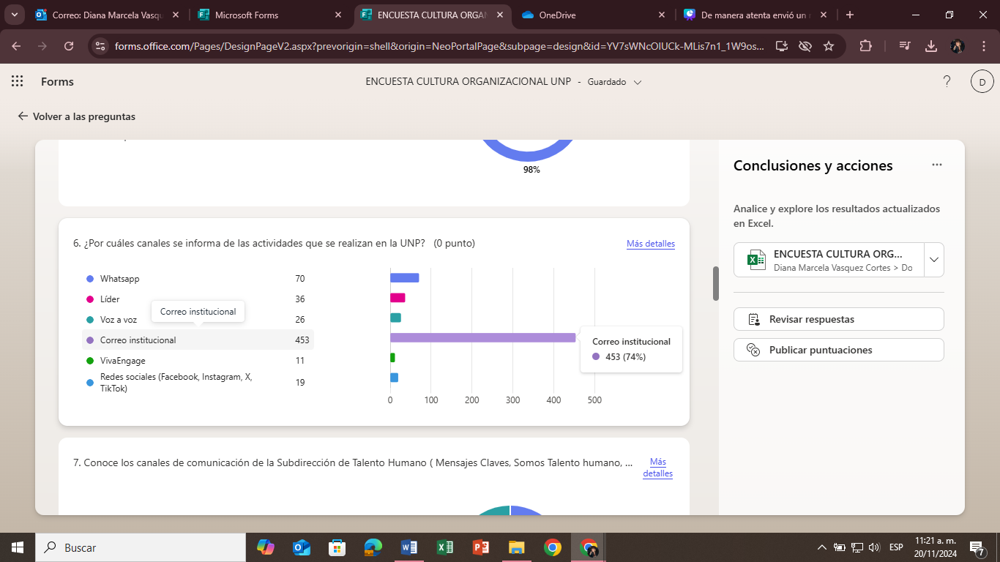 Correo: Diana Marcela Vasqu
Microsoft Forms
ENCUESTA CULTURA ORGAN
OneDrive
De manera atenta envió un r
forms.office.com/Pages/DesignPageV2.aspx?prevorigin=shell&origin=NeoPortalPage&subpage=design&id=YV7sWNcOIUCk-MLis7n1_1W9os...
Forms
ENCUESTA CULTURA ORGANIZACIONAL UNP - Guardado
?
D
Volver a las preguntas
98%
6. ¿Por cuáles canales se informa de las actividades que se realizan en la UNP? (0 punto)
Más detalles
Whatsapp 70
Líder 36
Voz a voz 26
Correo institucional
Correo institucional 453
VivaEngage 11
Redes sociales (Facebook, Instagram, X,
TikTok) 19
Correo institucional
453 (74%)
0 100 200 300 400 500
7. Conoce los canales de comunicación de la Subdirección de Talento Humano ( Mensajes Claves, Somos Talento humano, ...
Más
detalles
Conclusiones y acciones
Analice y explore los resultados actualizados
en Excel.
ENCUESTA CULTURA ORG...
Diana Marcela Vasquez Cortes > Do
Revisar respuestas
Publicar puntuaciones
Buscar
ESP
11:21 a. m.
20/11/2024
7